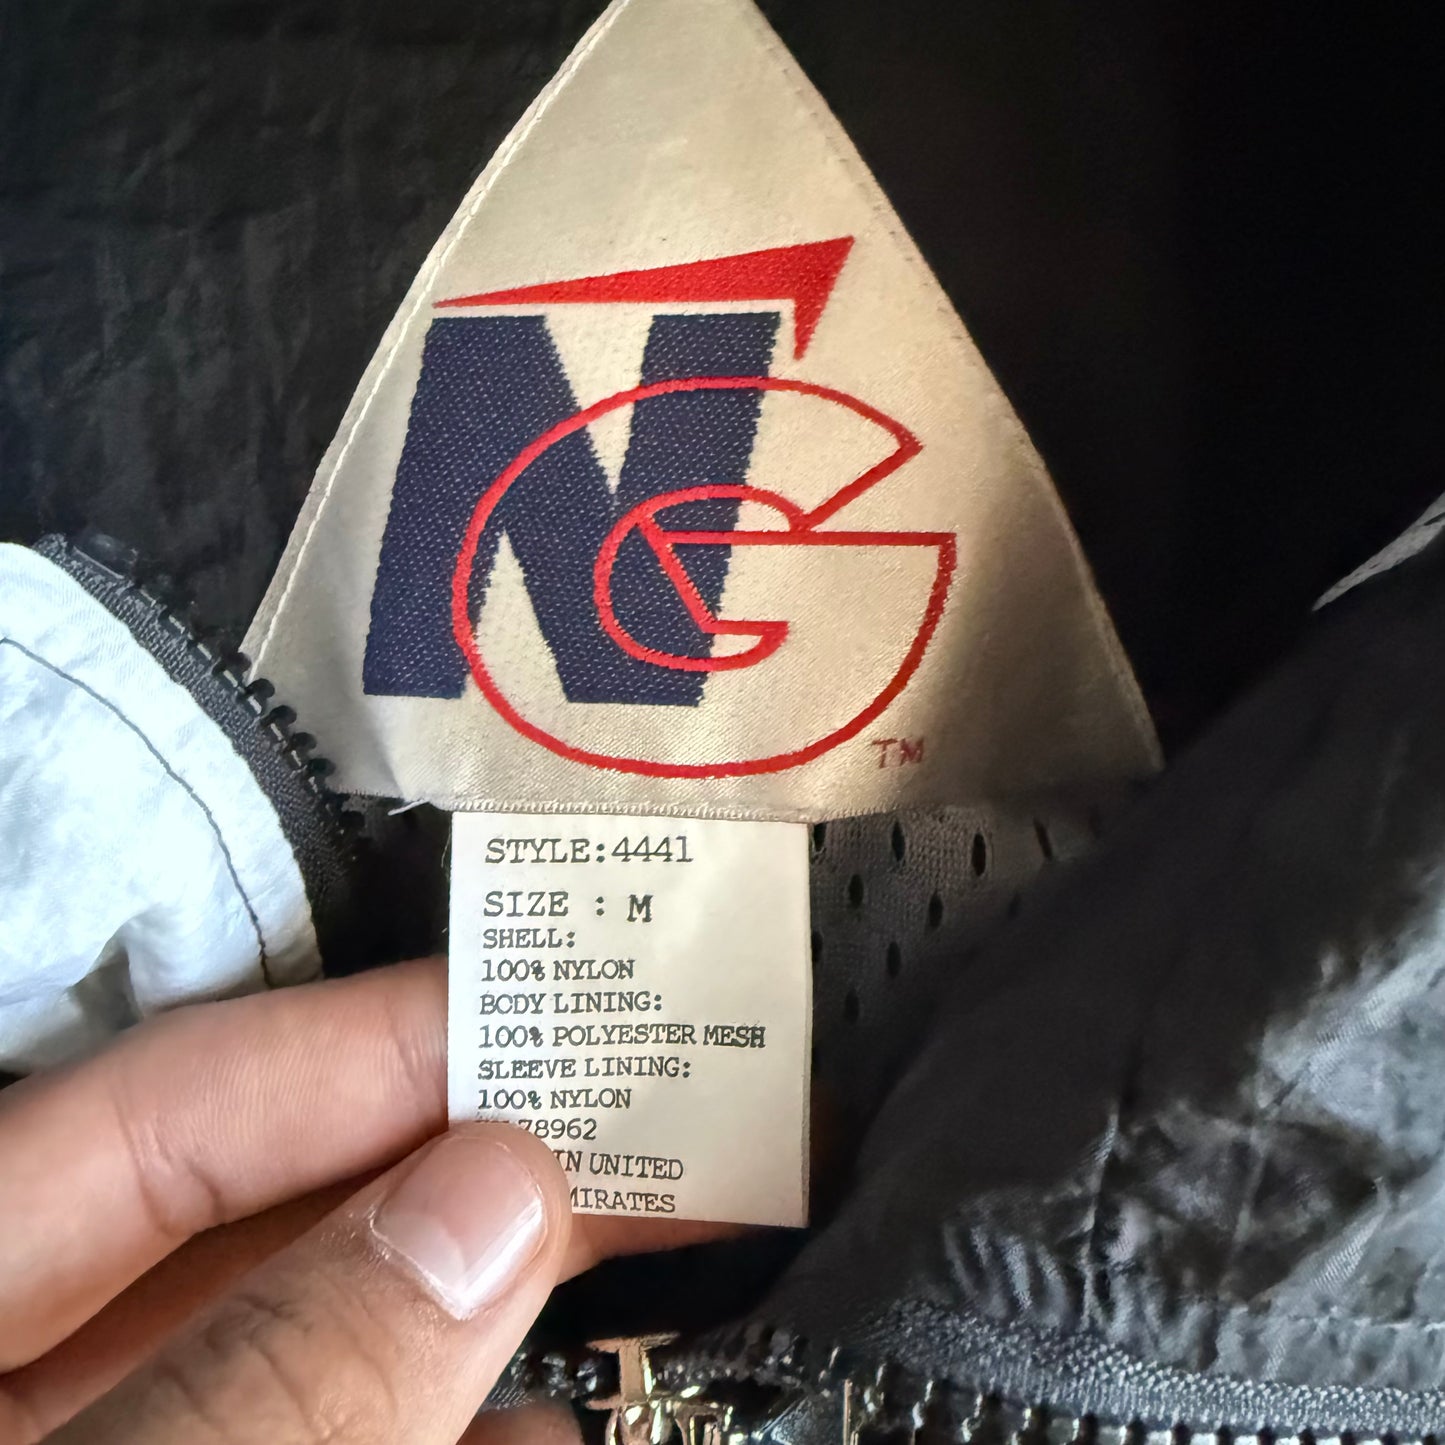 NG
TM
STYLE:4441
SIZE : M
SHELL:
100% NYLON
BODY LINING:
100% POLYESTER MESH
SLEEVE LINING:
100% NYLON
78962
IN UNITED
MIRATES